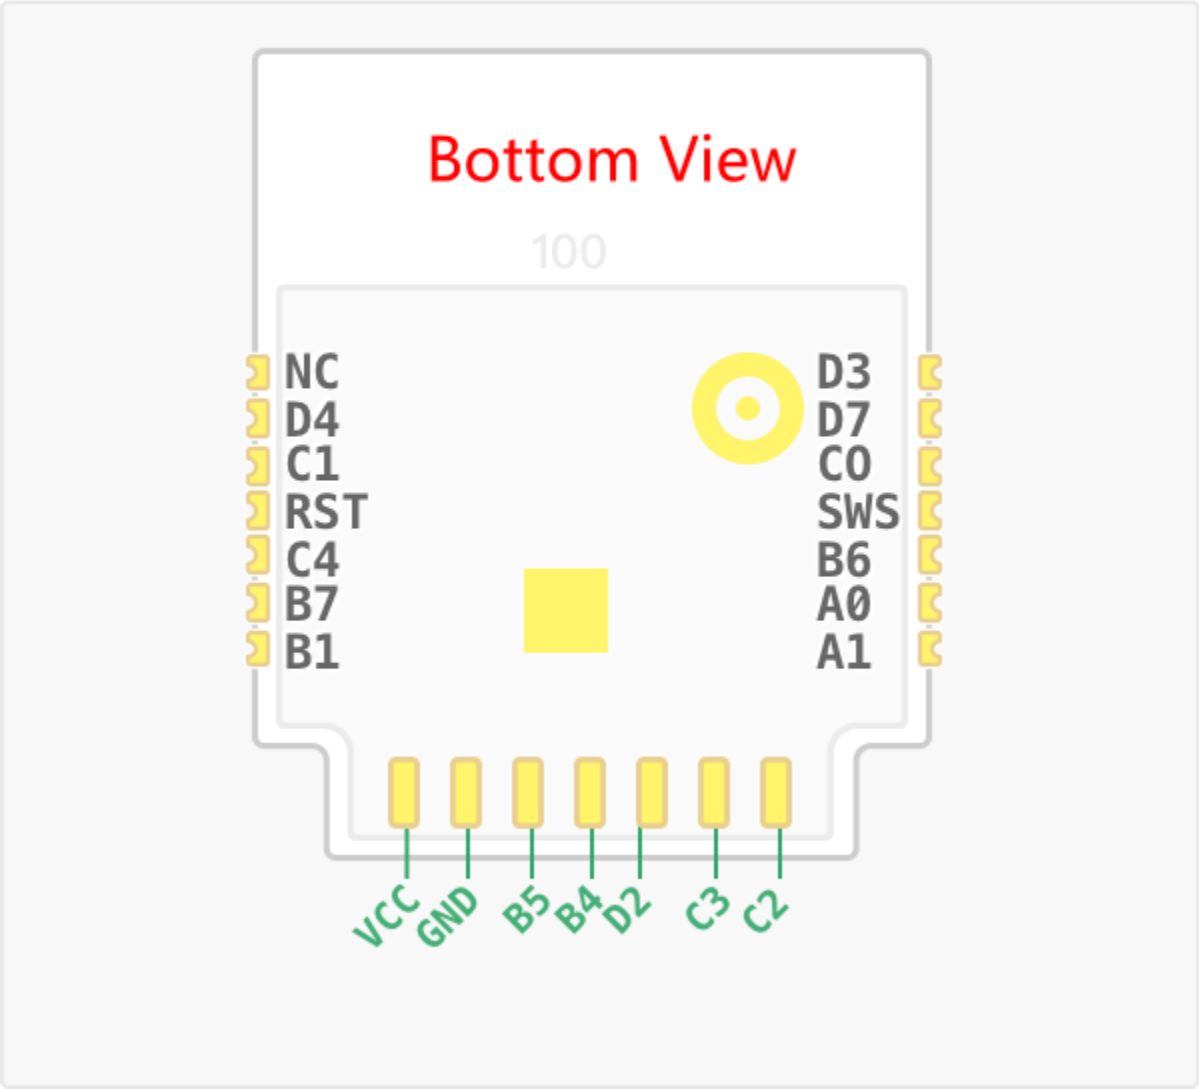 Bottom View
100
NC D3
D4 D7
C1 CO
RST SWS
C4 B6
B7 A0
B1 A1
VCC GND B5 B4 D2 C3 C2